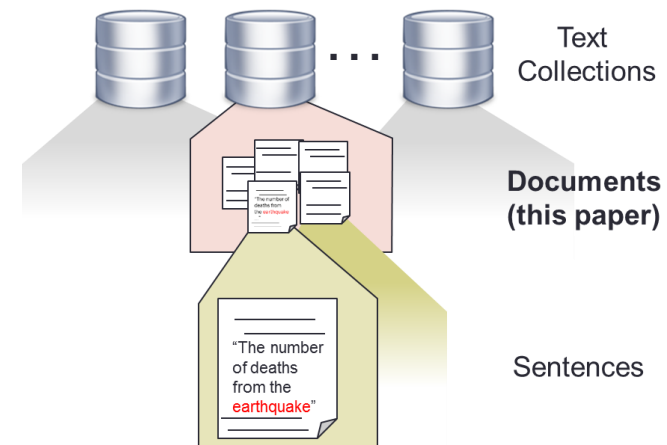 . . .
Text
Collections
Documents
(this paper)
"The number of
deaths from
the earthquake
"
Sentences
“The number
of deaths
from the
earthquake”